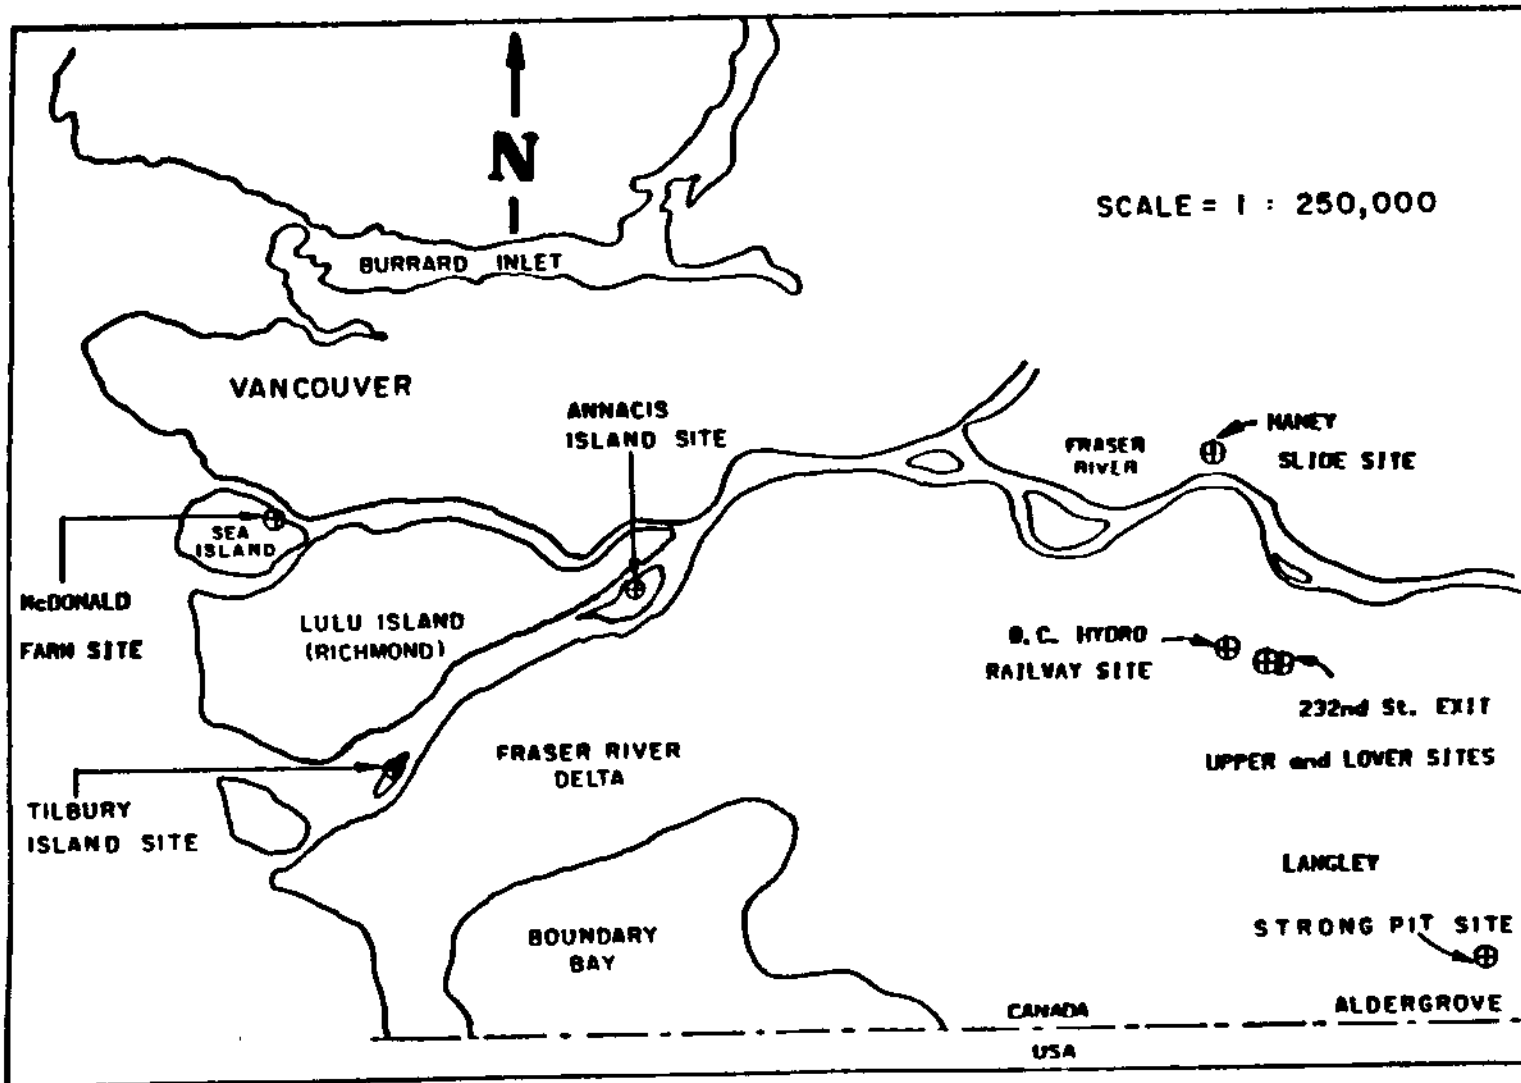 N
SCALE = 1 : 250,000
BURRARD INLET
VANCOUVER
ANNACIS
ISLAND SITE
FRASER
RIVER
HANEY
SLIDE SITE
SEA
ISLAND
McDONALD
FARM SITE
LULU ISLAND
(RICHMOND)
B.C. HYDRO
RAILWAY SITE
232nd St. EXIT
UPPER and LOWER SITES
FRASER RIVER
DELTA
TILBURY
ISLAND SITE
LANGLEY
STRONG PIT SITE
BOUNDARY
BAY
ALDERGROVE
CANADA
USA